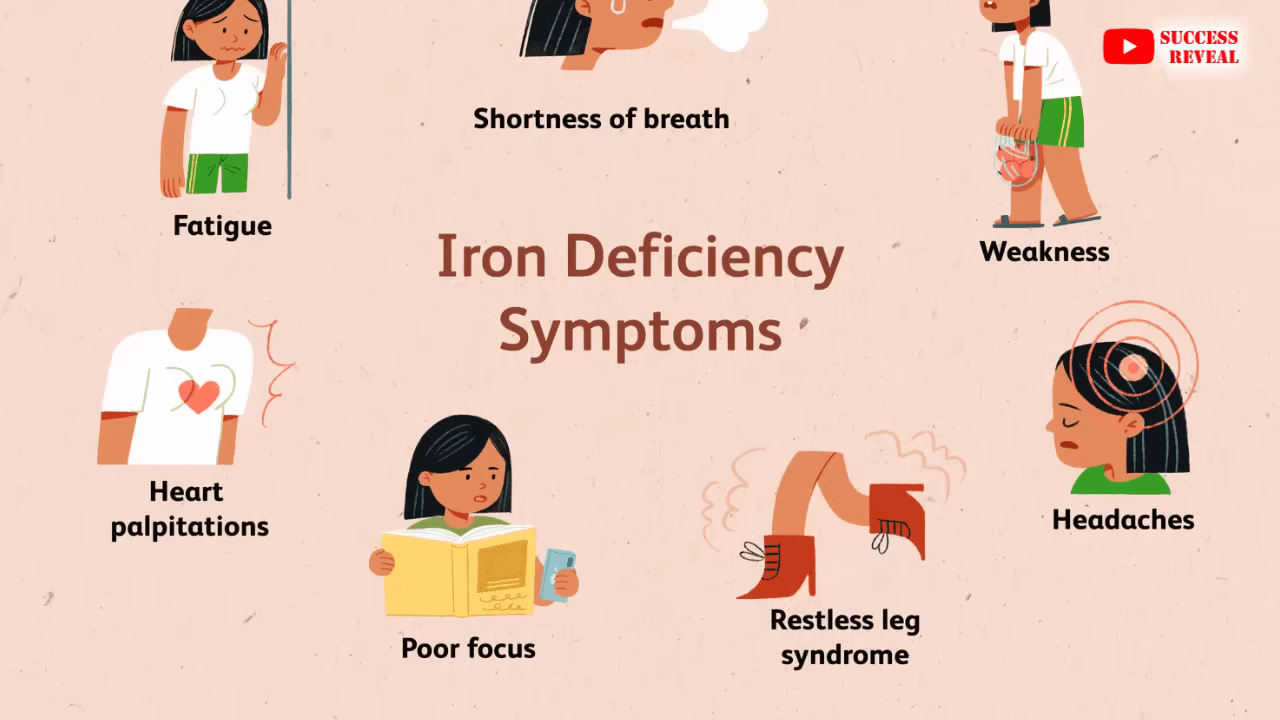 SUCCESS
REVEAL
Shortness of breath
Fatigue
Weakness
Iron Deficiency
Symptoms
Heart
palpitations
Headaches
Poor focus
Restless leg
syndrome